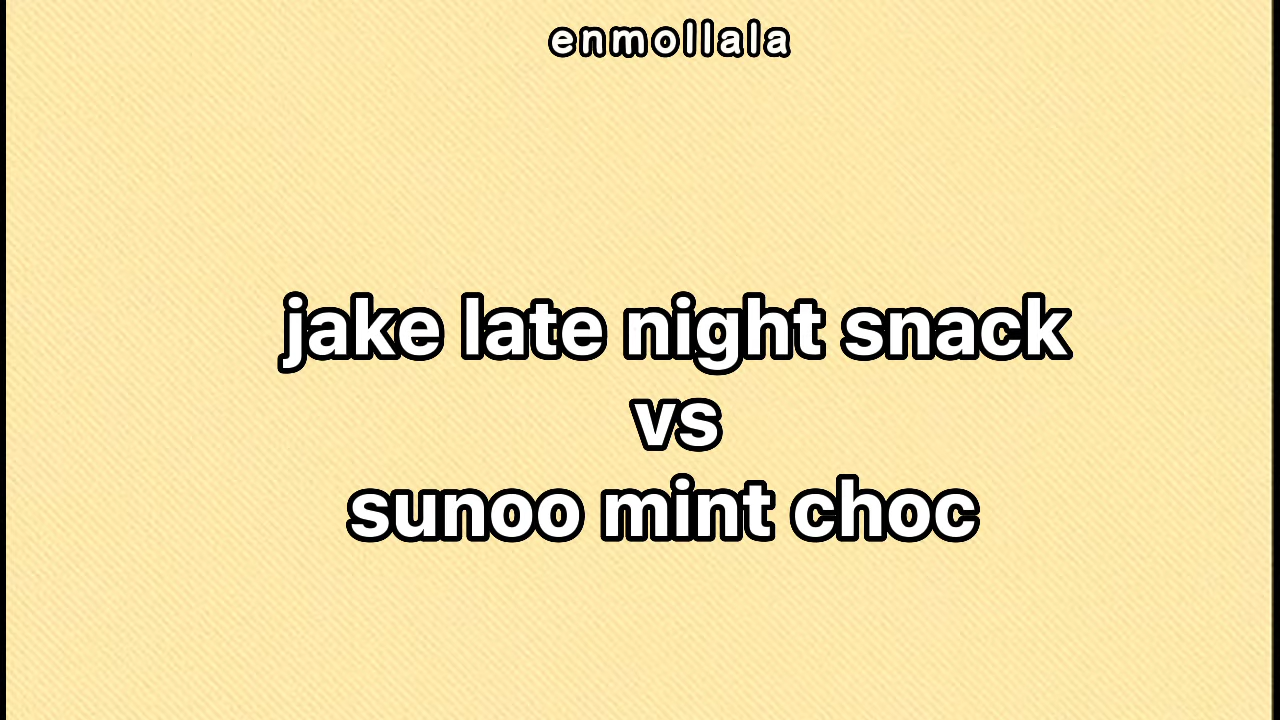 enmollala
jake late night snack
vs
sunoo mint choc